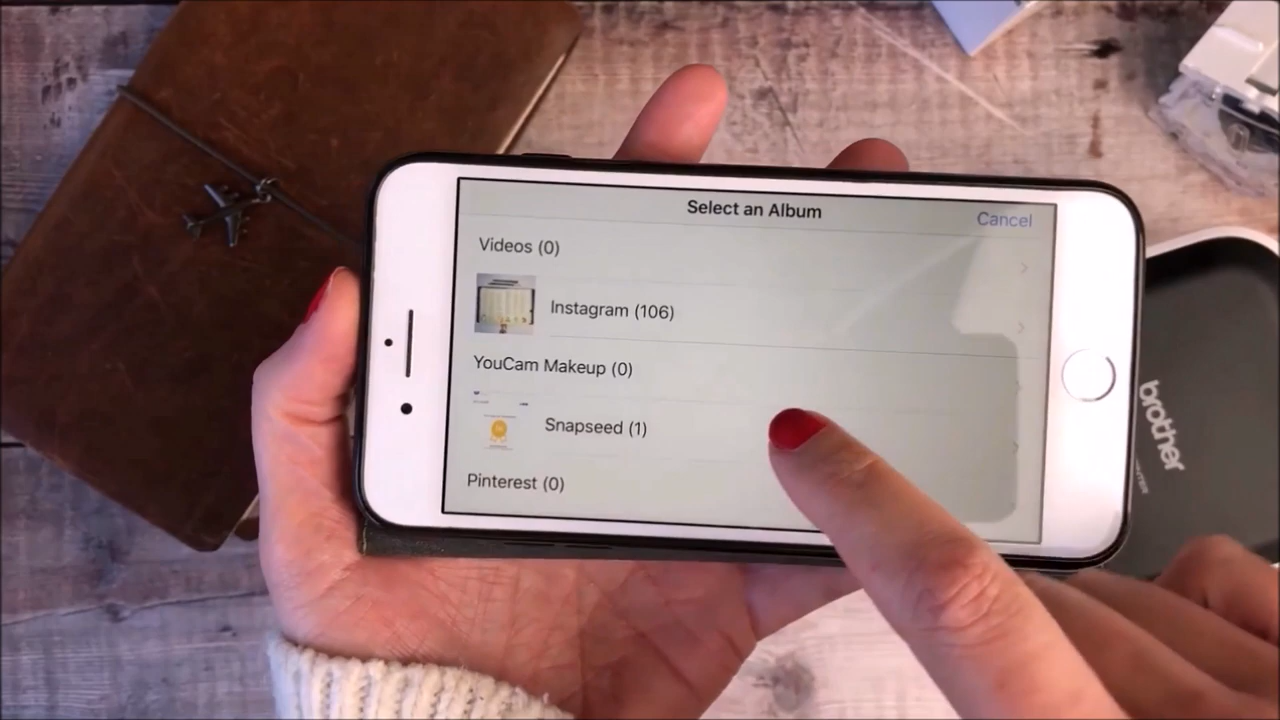 Select an Album
Cancel
Videos (0)
Instagram (106)
YouCam Makeup (0)
Snapseed (1)
Pinterest (0)
brother